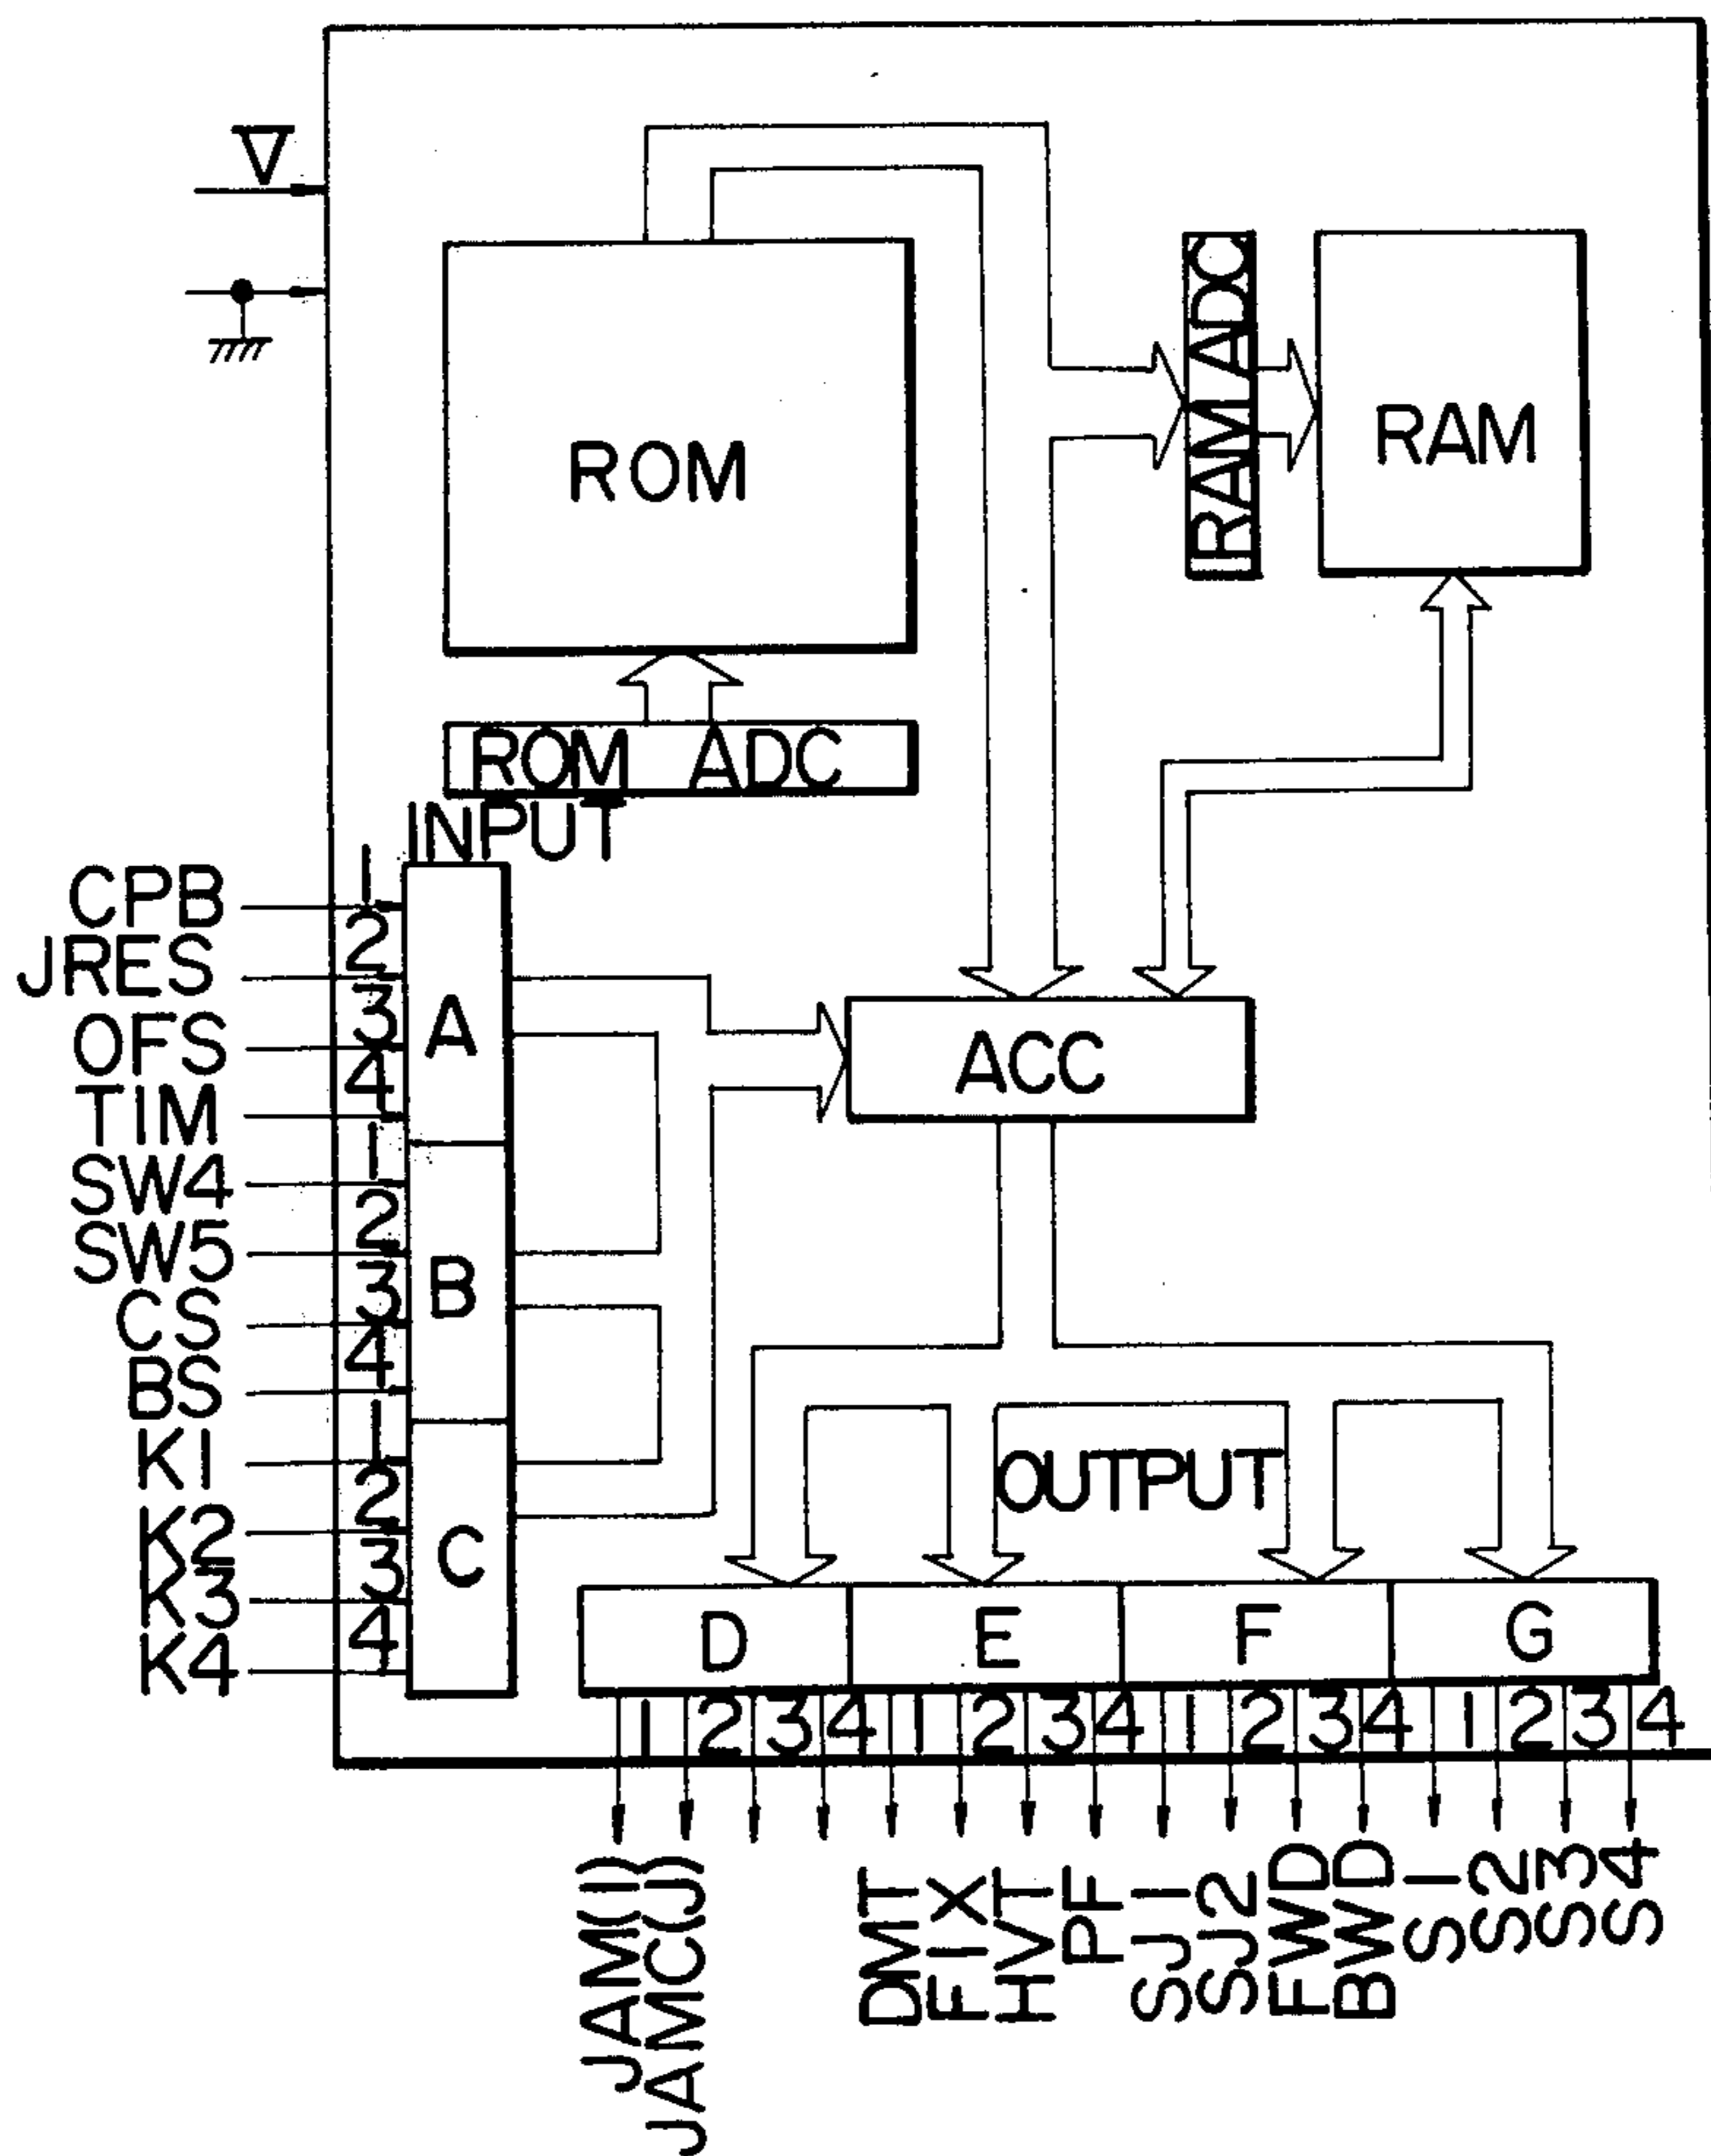 V
ROM
RAM ADC
RAM
ROM ADC
INPUT
CPB 1
JRES 2
OFS 3
TIM 4
A
SW4 1
SW5 2
CS 3
BS 4
B
K1 1
K2 2
K3 3
K4 4
C
ACC
OUTPUT
D E F G
1 2 3 4 1 2 3 4 1 2 3 4 1 2 3 4
JAM(I)
JAMC(J)
DMT
FIX
HVT
PF
SJ1
SJ2
FWD
BWD
S1
S2
S3
S4